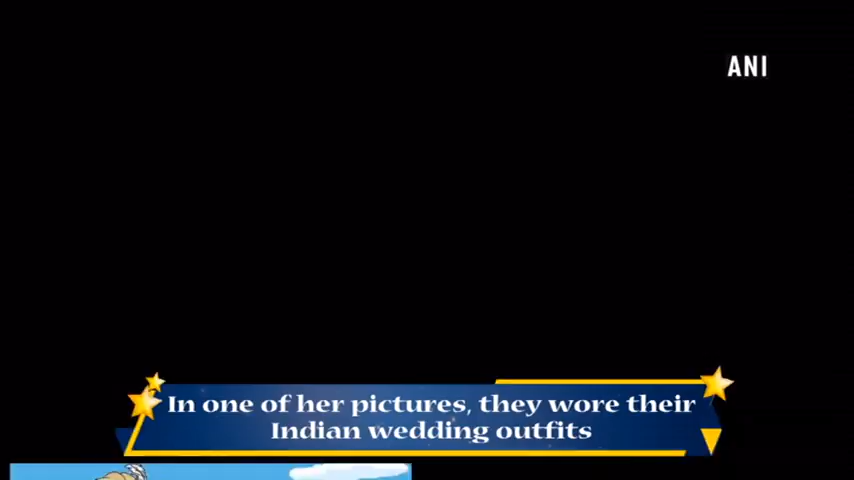 ANI
In one of her pictures, they wore their
Indian wedding outfits